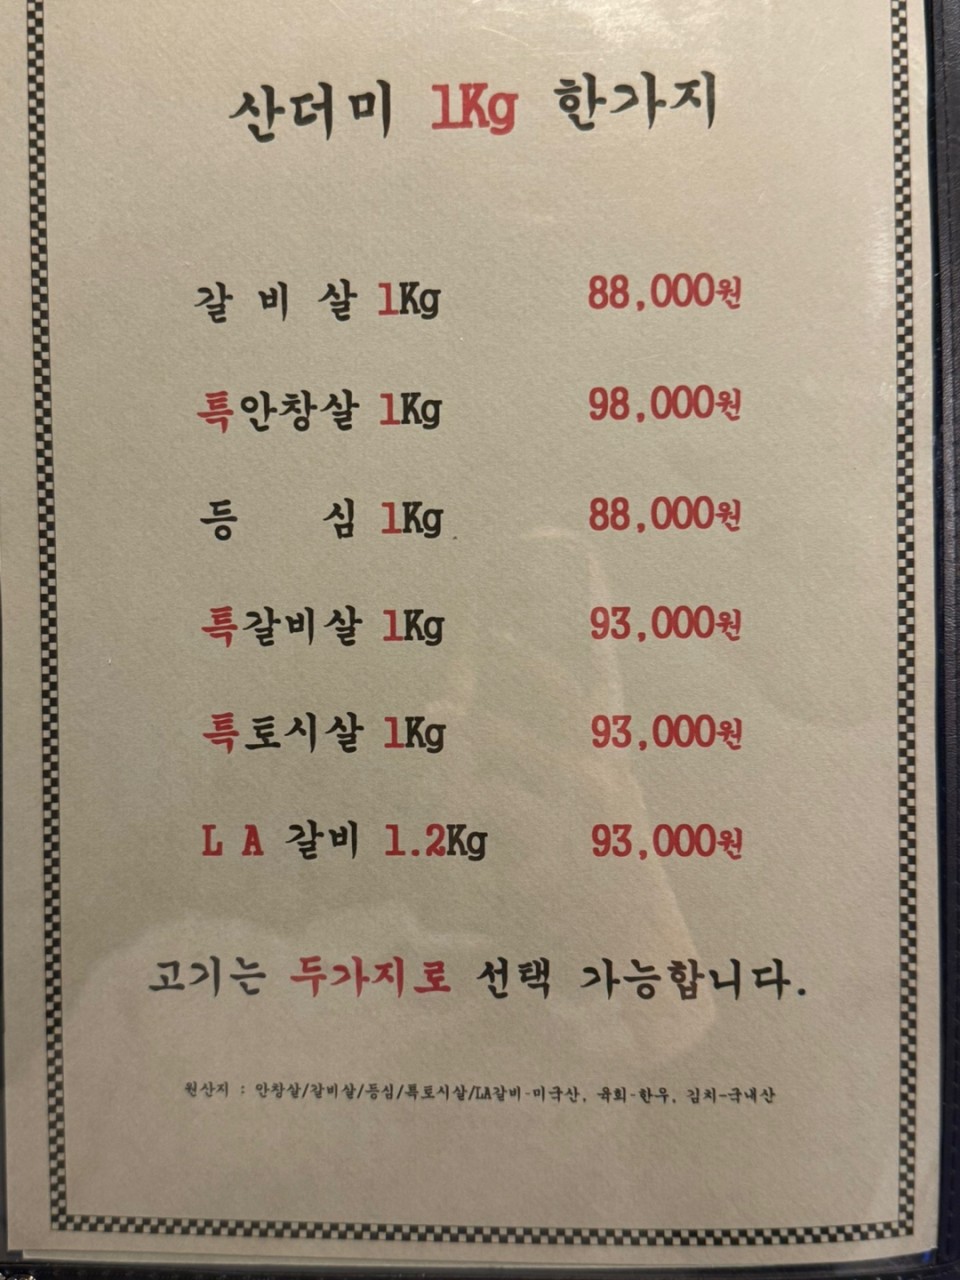 산더미 1Kg 한가지
갈 비 살 1Kg 88,000원
특안창살 1Kg 98,000원
등 심 1Kg 88,000원
특갈비살 1Kg 93,000원
특토시살 1Kg 93,000원
L A 갈비 1.2Kg 93,000원
고기는 두가지로 선택 가능합니다.
원산지 : 안창살/갈비살/등심/특토시살/LA갈비-미국산, 육회-한우, 김치-국내산